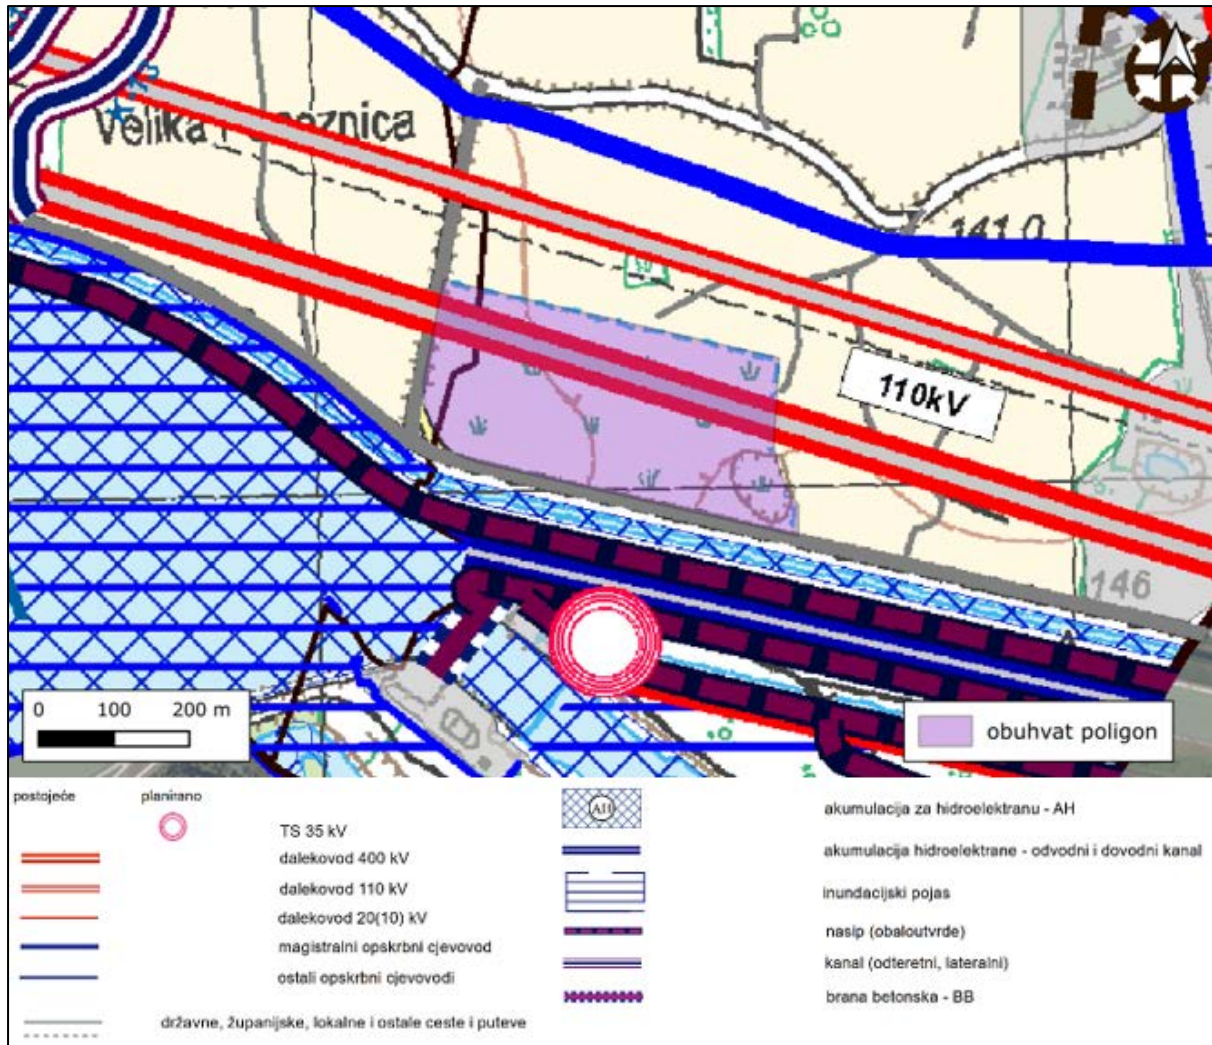 Velika
141.0
110kV
146
0 100 200 m
obuhvat poligon
postojeće planirano
TS 35 kV
dalekovod 400 kV
dalekovod 110 kV
dalekovod 20(10) kV
magistralni opskrbni cjevovod
ostali opskrbni cjevovodi
državne, županijske, lokalne i ostale ceste i puteve
AH
akumulacija za hidroelektranu - AH
akumulacija hidroelektrane - odvodni i dovodni kanal
inundacijski pojas
nasip (obaloutvrde)
kanal (odteretni, lateralni)
brana betonska - BB